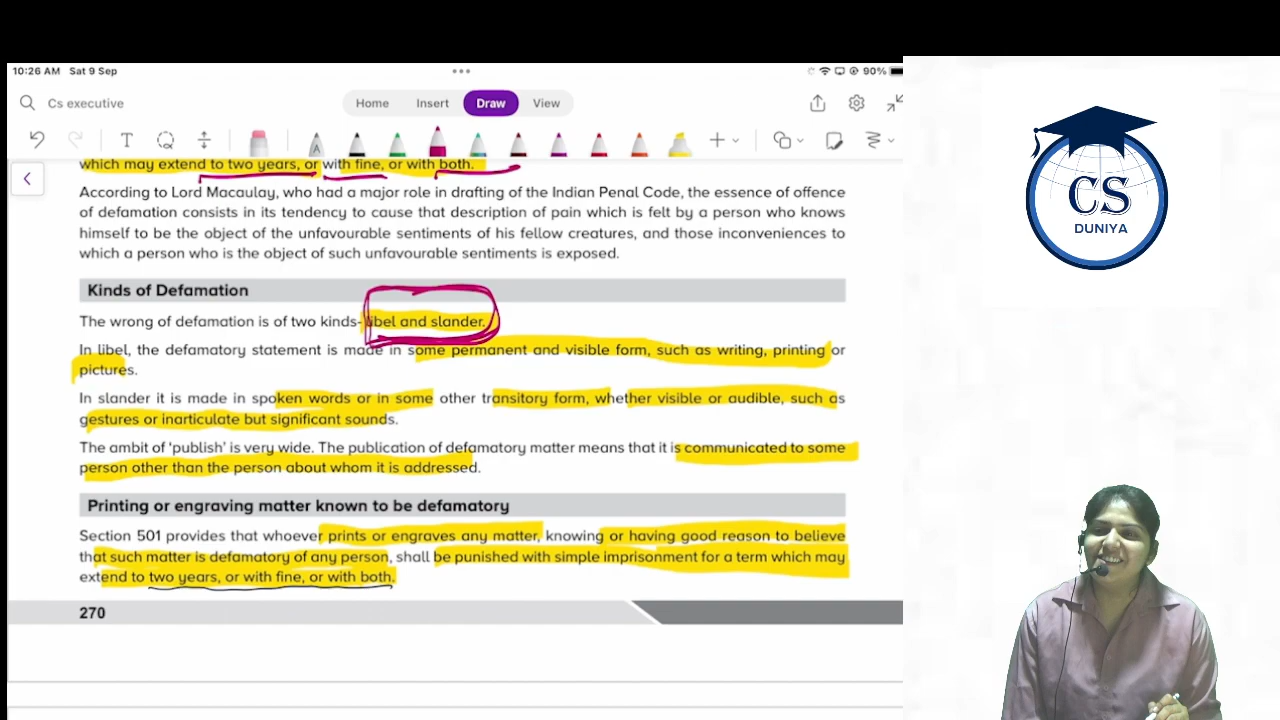 10:26 AM Sat 9 Sep
90%
Cs executive
Home Insert Draw View
which may extend to two years, or with fine, or with both.
According to Lord Macaulay, who had a major role in drafting of the Indian Penal Code, the essence of offence
of defamation consists in its tendency to cause that description of pain which is felt by a person who knows
himself to be the object of the unfavourable sentiments of his fellow creatures, and those inconveniences to
which a person who is the object of such unfavourable sentiments is exposed.
Kinds of Defamation
The wrong of defamation is of two kinds- libel and slander.
In libel, the defamatory statement is made in some permanent and visible form, such as writing, printing or
pictures.
In slander it is made in spoken words or in some other transitory form, whether visible or audible, such as
gestures or inarticulate but significant sounds.
The ambit of ‘publish’ is very wide. The publication of defamatory matter means that it is communicated to some
person other than the person about whom it is addressed.
Printing or engraving matter known to be defamatory
Section 501 provides that whoever prints or engraves any matter, knowing or having good reason to believe
that such matter is defamatory of any person, shall be punished with simple imprisonment for a term which may
extend to two years, or with fine, or with both.
270
CS
DUNIYA